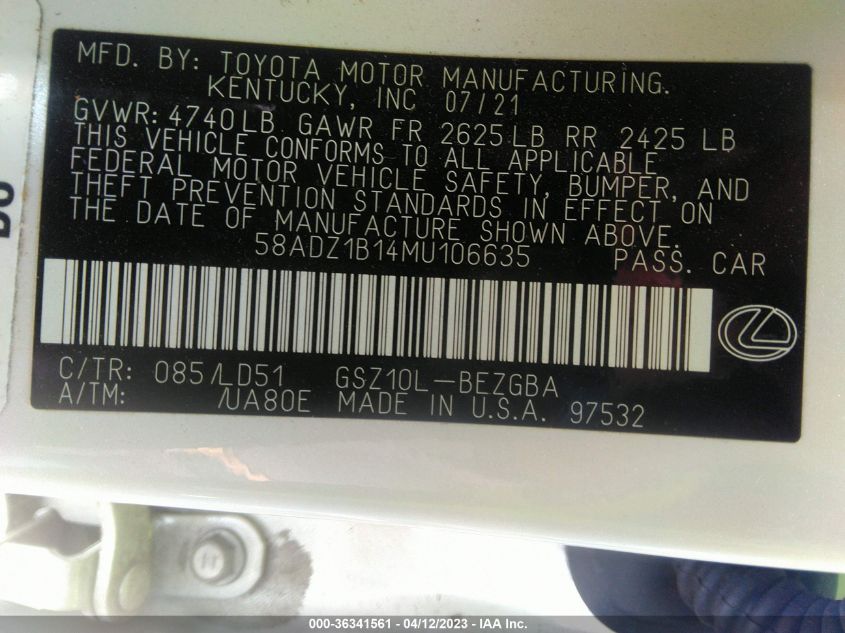 MFD. BY: TOYOTA MOTOR MANUFACTURING.
KENTUCKY, INC 07/21
GVWR: 4740LB GAWR FR 2625LB RR 2425 LB
THIS VEHICLE CONFORMS TO ALL APPLICABLE
FEDERAL MOTOR VEHICLE SAFETY, BUMPER, AND
THEFT PREVENTION STANDARDS IN EFFECT ON
THE DATE OF MANUFACTURE SHOWN ABOVE.
58ADZ1B14MU106635 PASS. CAR
C/TR: 085/LD51 GSZ10L-BEZGBA
A/TM: /UA80E MADE IN U.S.A. 97532
000-36341561 - 04/12/2023 - IAA Inc.